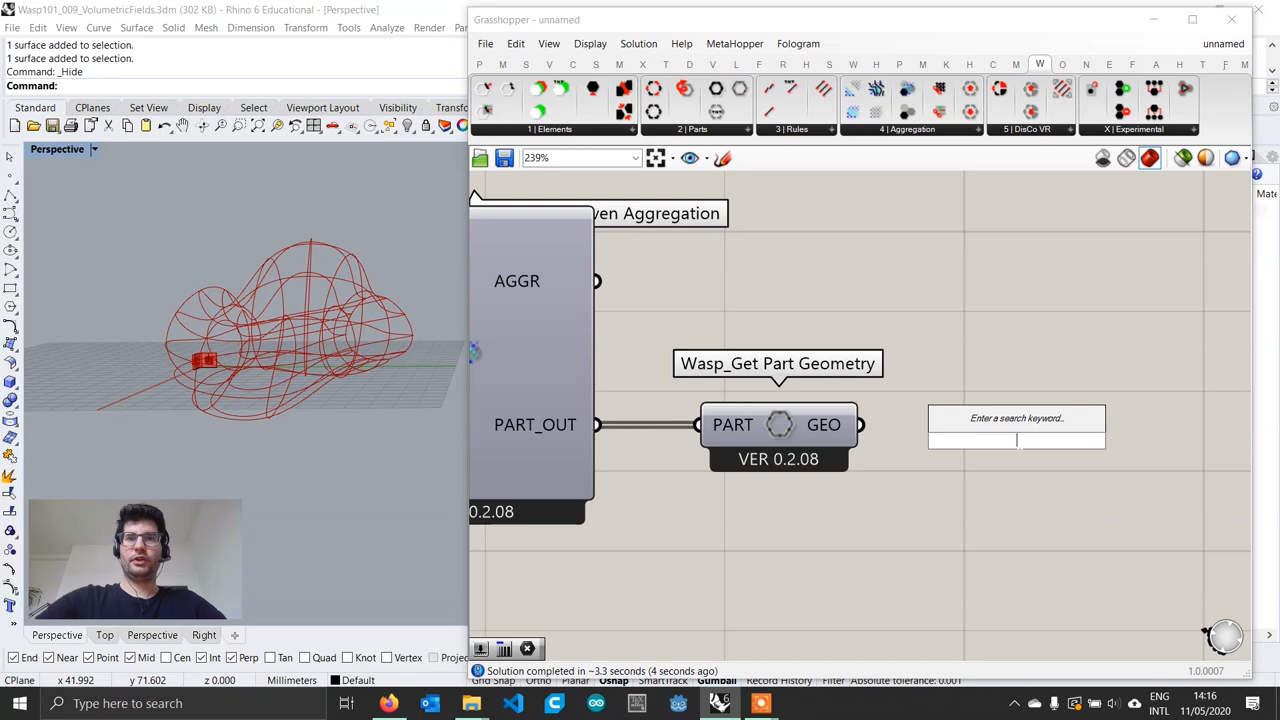 Wasp101_009_VolumetricFields.3dm (302 KB) - Rhino 6 Educational - [Perspective]
File Edit View Curve Surface Solid Mesh Dimension Transform Tools Analyze Render
1 surface added to selection.
1 surface added to selection.
Command: _Hide
Command:
Standard CPlanes Set View Display Select Viewport Layout Visibility
Perspective
Grasshopper - unnamed
File Edit View Display Solution Help MetaHopper Fologram unnamed
P M S V C S M X T D P A M K C M W O N D H S F
1 | Elements 2 | Parts 3 | Rules 4 | Aggregation 5 | DisCo VR X | Experimental
239%
ven Aggregation
AGGR
Wasp_Get Part Geometry
PART_OUT PART GEO
VER 0.2.08
0.2.08
Enter a search keyword...
Perspective Top Perspective Right
End Near Point Mid Cen Int Perp Tan Quad Knot Vertex Project
Solution completed in ~3.3 seconds (4 seconds ago) 1.0.0007
CPlane x 41.992 y 71.602 z 0.000 Millimeters Default Grid Snap Ortho Planar Osnap SmartTrack Gumball Record History Filter Absolute tolerance: 0.001
Type here to search
ENG
INTL
14:16
11/05/2020